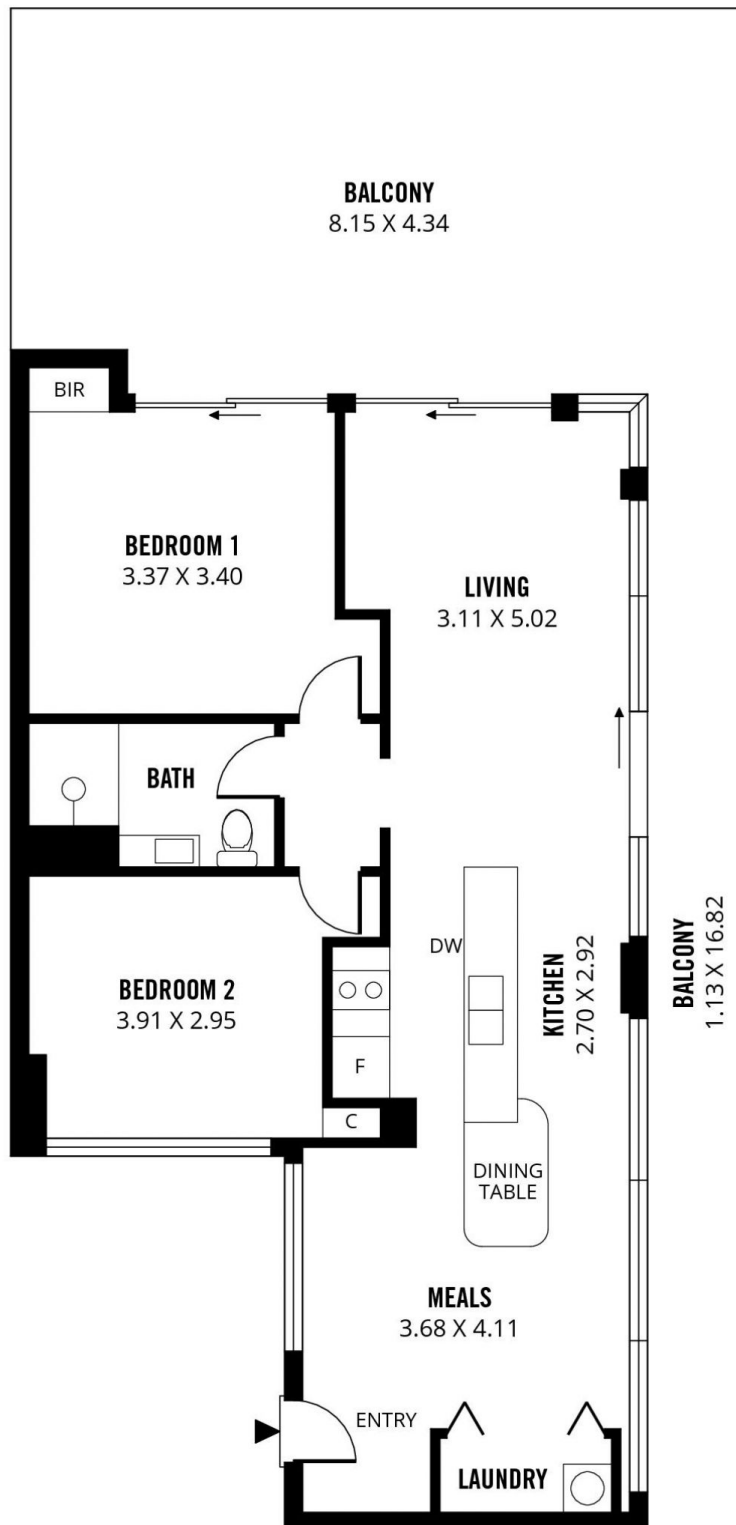 BALCONY
8.15 X 4.34
BIR
BEDROOM 1
3.37 X 3.40
LIVING
3.11 X 5.02
BATH
DW
KITCHEN
2.70 X 2.92
BALCONY
1.13 X 16.82
BEDROOM 2
3.91 X 2.95
F
C
DINING
TABLE
MEALS
3.68 X 4.11
ENTRY
LAUNDRY